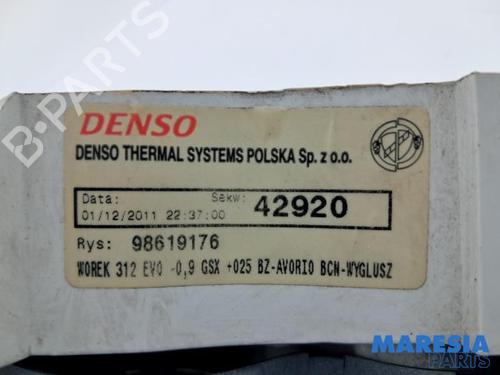 B-PARTS
DENSO
DENSO THERMAL SYSTEMS POLSKA Sp. z o.o.
Data: Sekw:
01/12/2011 22:37:00 42920
Rys: 98619176
WOREK 312 EVO -0,9 GSX +025 BZ-AVORIO BCN-WYGLUSZ
MARESIA
PARTS